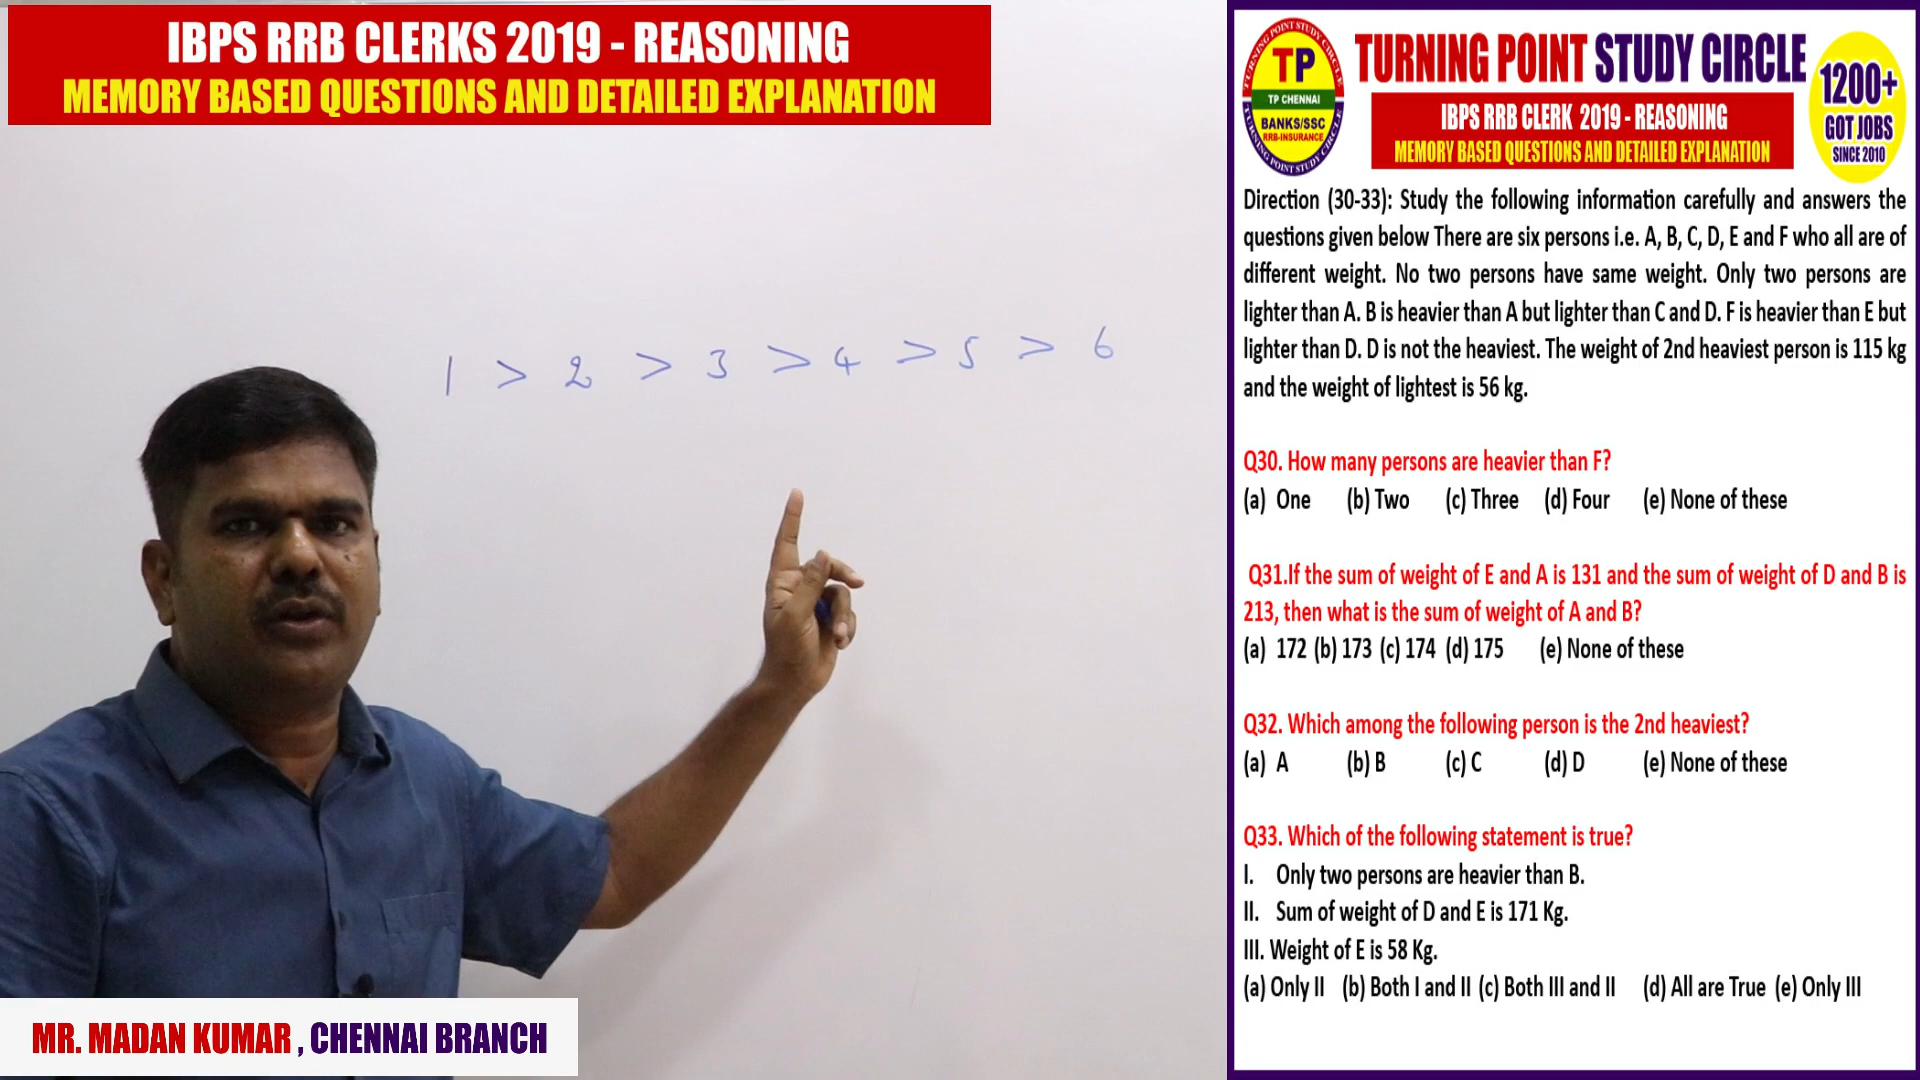 IBPS RRB CLERKS 2019 - REASONING
MEMORY BASED QUESTIONS AND DETAILED EXPLANATION
1 > 2 > 3 > 4 > 5 > 6
MR. MADAN KUMAR , CHENNAI BRANCH
TURNING POINT STUDY CIRCLE
TP
TP CHENNAI
BANKS/SSC
RRB-INSURANCE
TURNING POINT STUDY CIRCLE
TURNING POINT STUDY CIRCLE
IBPS RRB CLERK 2019 - REASONING
MEMORY BASED QUESTIONS AND DETAILED EXPLANATION
1200+
GOT JOBS
SINCE 2010
Direction (30-33): Study the following information carefully and answers the
questions given below There are six persons i.e. A, B, C, D, E and F who all are of
different weight. No two persons have same weight. Only two persons are
lighter than A. B is heavier than A but lighter than C and D. F is heavier than E but
lighter than D. D is not the heaviest. The weight of 2nd heaviest person is 115 kg
and the weight of lightest is 56 kg.
Q30. How many persons are heavier than F?
(a) One (b) Two (c) Three (d) Four (e) None of these
Q31.If the sum of weight of E and A is 131 and the sum of weight of D and B is
213, then what is the sum of weight of A and B?
(a) 172 (b) 173 (c) 174 (d) 175 (e) None of these
Q32. Which among the following person is the 2nd heaviest?
(a) A (b) B (c) C (d) D (e) None of these
Q33. Which of the following statement is true?
I. Only two persons are heavier than B.
II. Sum of weight of D and E is 171 Kg.
III. Weight of E is 58 Kg.
(a) Only II (b) Both I and II (c) Both III and II (d) All are True (e) Only III